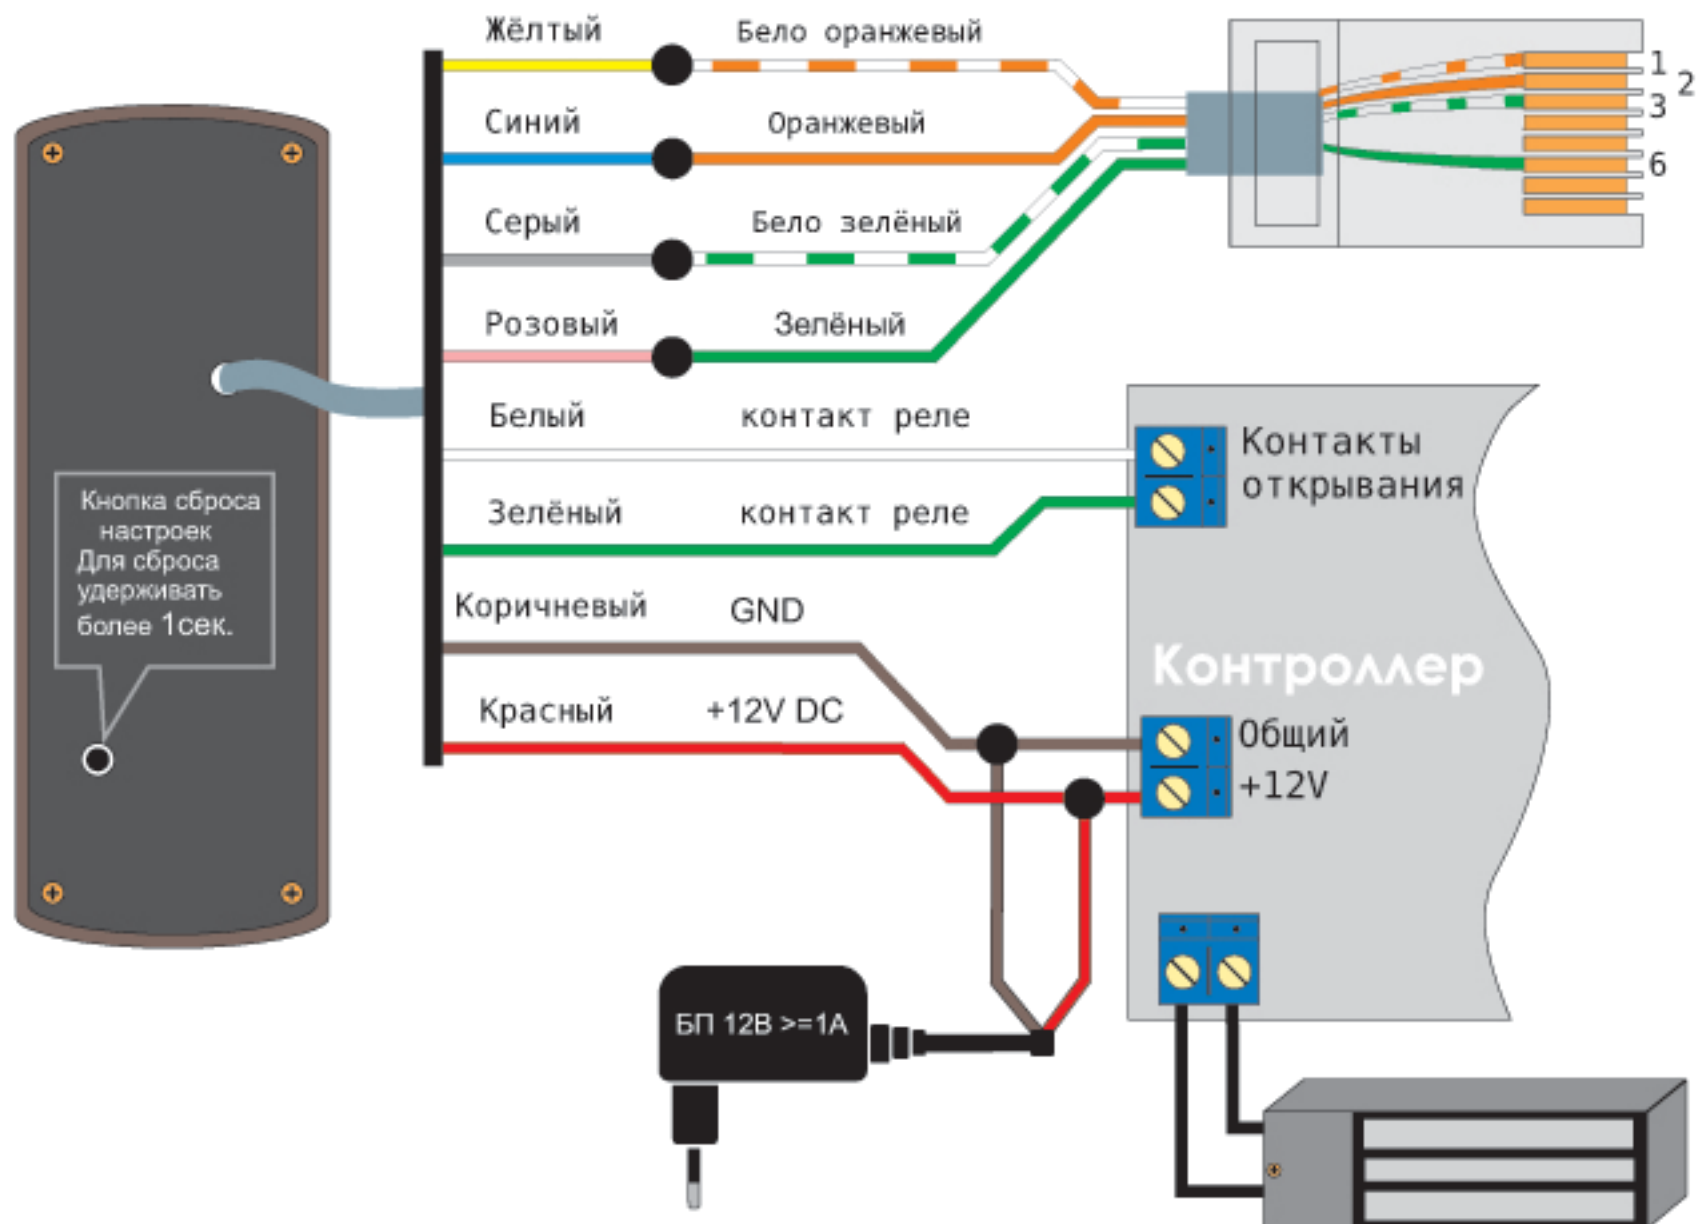 Жёлтый
Бело оранжевый
Синий
Оранжевый
Серый
Бело зелёный
Розовый
Зелёный
1
2
3
6
Белый
контакт реле
Зелёный
контакт реле
Контакты
открывания
Кнопка сброса
настроек
Для сброса
удерживать
более 1сек.
Коричневый
GND
Красный
+12V DC
Контроллер
Общий
+12V
БП 12В >=1А